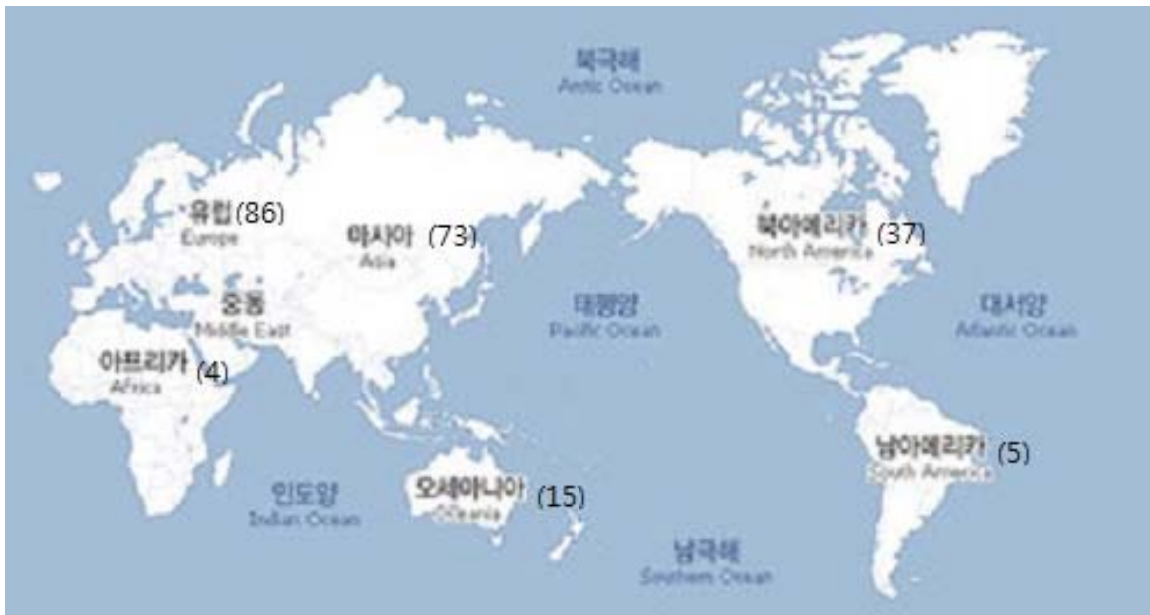 북극해
Arctic Ocean
유럽 (86)
Europe
아시아 (73)
Asia
북아메리카 (37)
North America
중동
Middle East
태평양
Pacific Ocean
대서양
Atlantic Ocean
아프리카 (4)
Africa
남아메리카 (5)
South America
오세아니아 (15)
Oceania
인도양
Indian Ocean
남극해
Southern Ocean